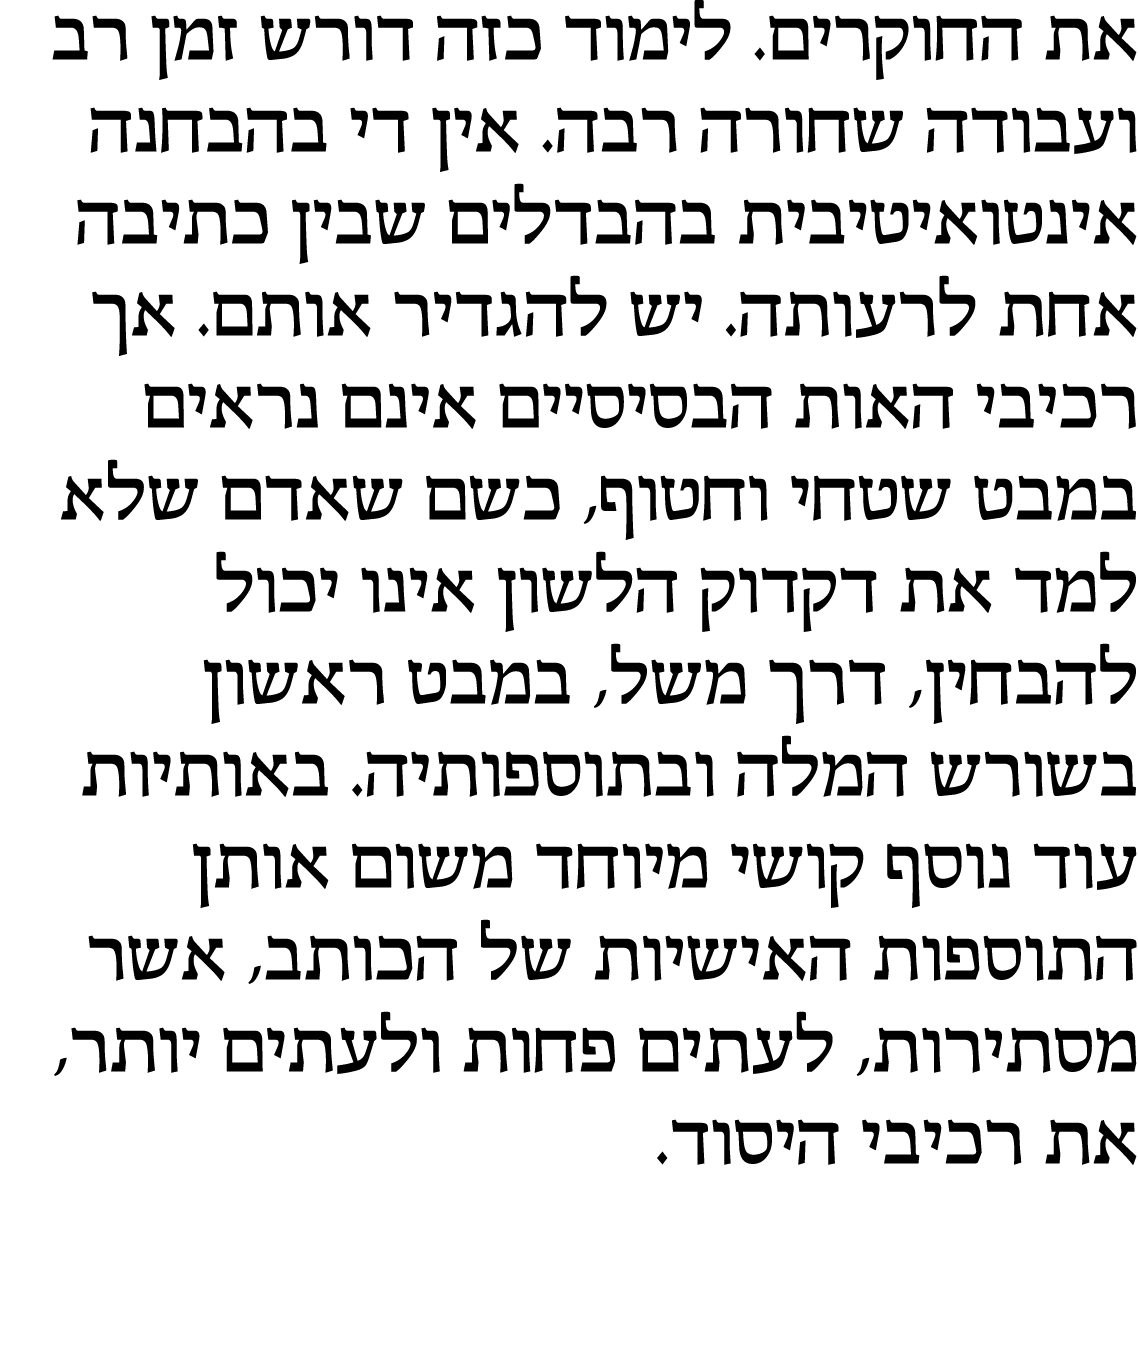 את החוקרים. לימוד כזה דורש זמן רב
ועבודה שחורה רבה. אין די בהבחנה
אינטואיטיבית בהבדלים שבין כתיבה
אחת לרעותה. יש להגדיר אותם. אך
רכיבי האות הבסיסיים אינם נראים
במבט שטחי וחטוף, כשם שאדם שלא
למד את דקדוק הלשון אינו יכול
להבחין, דרך משל, במבט ראשון
בשורש המלה ובתוספותיה. באותיות
עוד נוסף קושי מיוחד משום אותן
התוספות האישיות של הכותב, אשר
מסתירות, לעתים פחות ולעתים יותר,
את רכיבי היסוד.